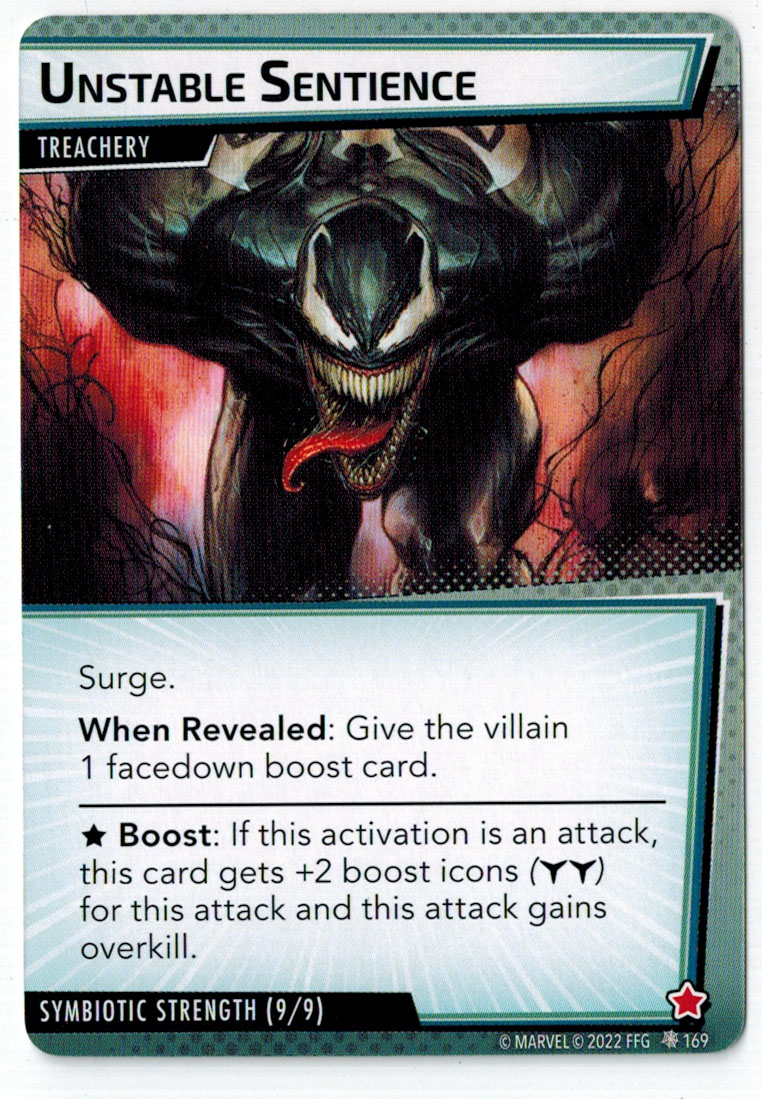 UNSTABLE SENTIENCE
TREACHERY
Surge.
When Revealed: Give the villain
1 facedown boost card.
★ Boost: If this activation is an attack,
this card gets +2 boost icons ()
for this attack and this attack gains
overkill.
SYMBIOTIC STRENGTH (9/9)
© MARVEL © 2022 FFG 169